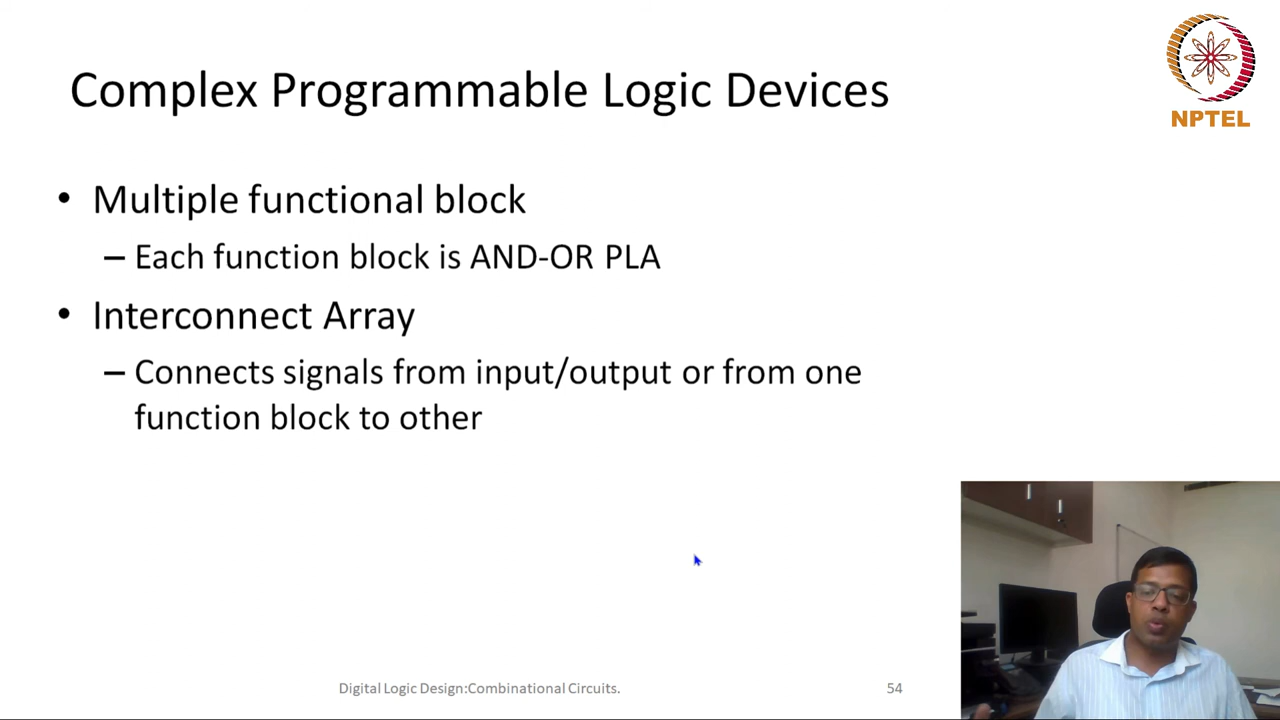 Complex Programmable Logic Devices
NPTEL
• Multiple functional block
– Each function block is AND-OR PLA
• Interconnect Array
– Connects signals from input/output or from one
function block to other
Digital Logic Design:Combinational Circuits.
54